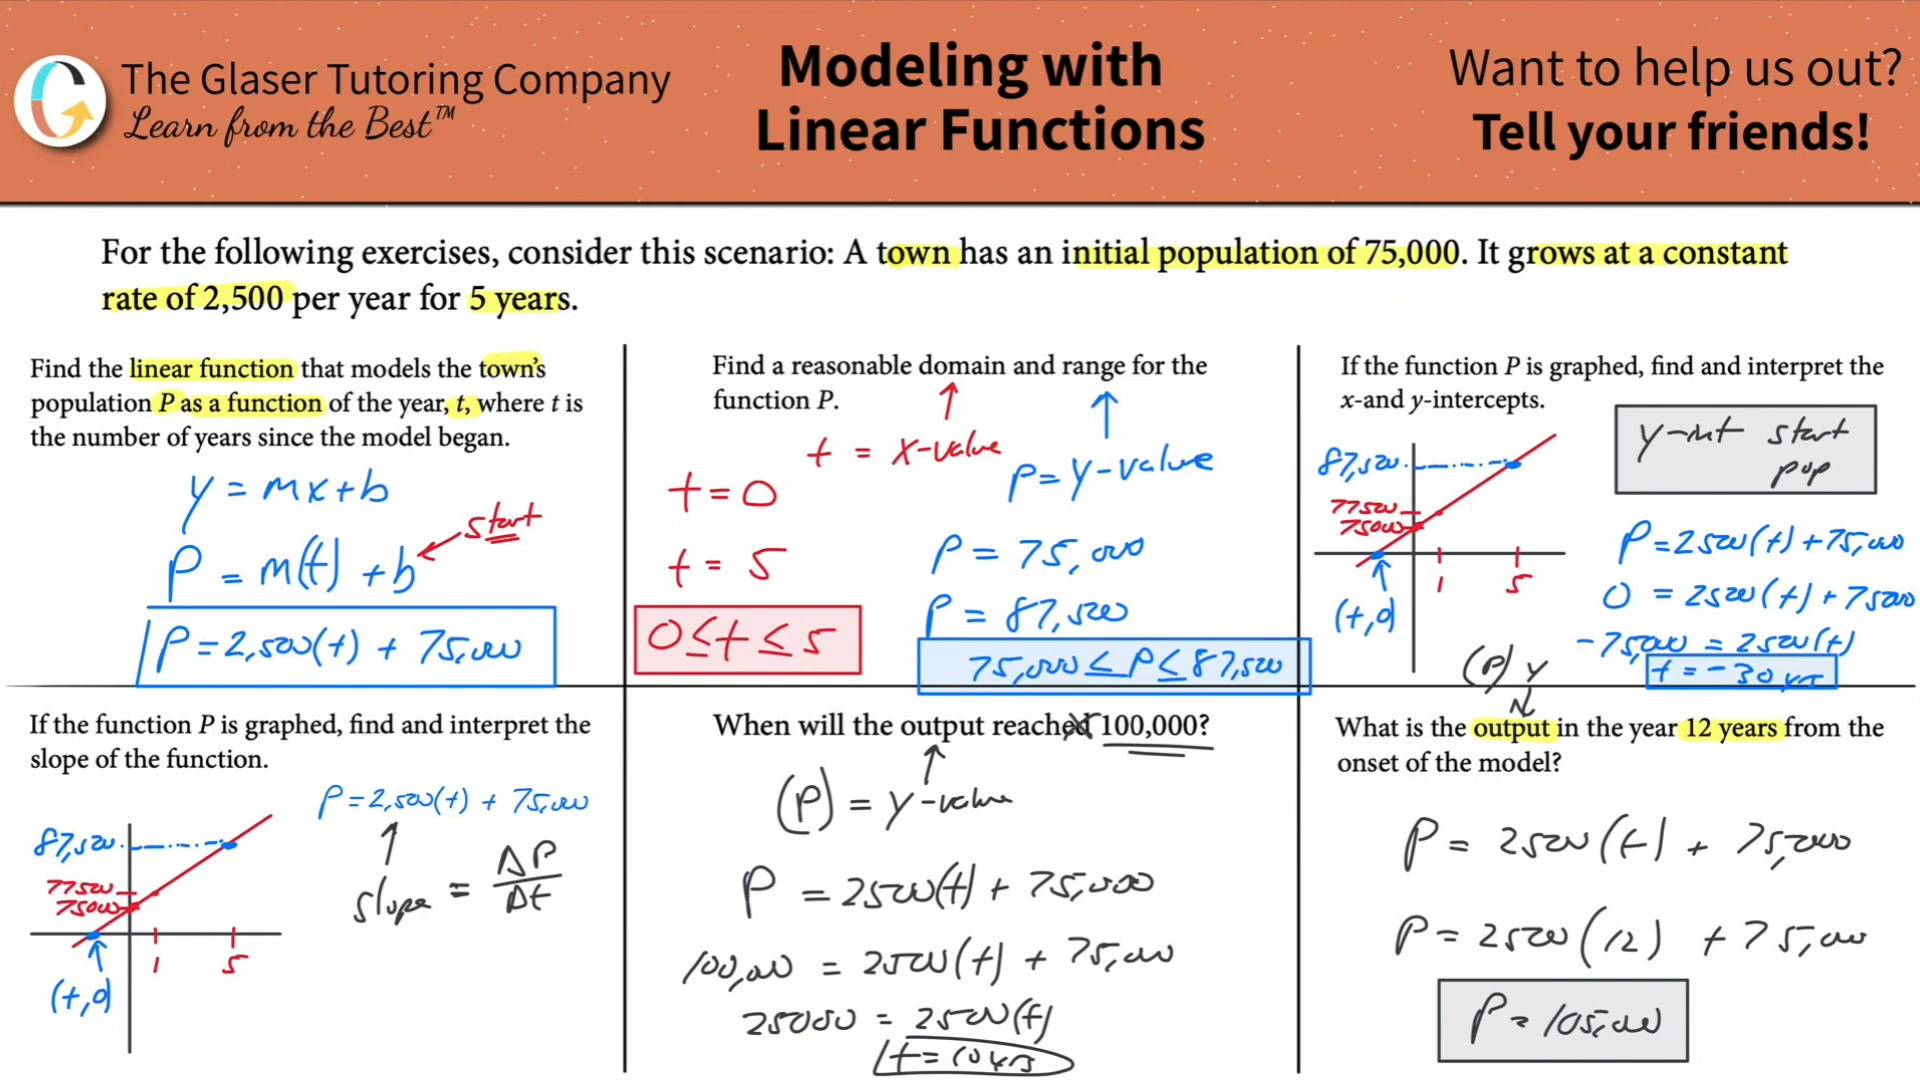 The Glaser Tutoring Company
Learn from the Best™
Modeling with
Linear Functions
Want to help us out?
Tell your friends!
For the following exercises, consider this scenario: A town has an initial population of 75,000. It grows at a constant
rate of 2,500 per year for 5 years.
Find the linear function that models the town's
population P as a function of the year, t, where t is
the number of years since the model began.
y = mx+b
P = m(t) +b
start
P = 2,500(t) + 75,000
Find a reasonable domain and range for the
function P.
t = x-value
P= y-value
t = 0
t = 5
0 ≤ t ≤ 5
P = 75,000
P = 87,500
75,000 ≤ P ≤ 87,500
If the function P is graphed, find and interpret the
x-and y-intercepts.
y-int start
pop
87,500
77500
75000
1
5
(t,0)
P=2500(t)+75,000
0 = 2500(t)+75000
-75,000 = 2500(t)
t = -30 yrs
If the function P is graphed, find and interpret the
slope of the function.
P=2,500(t) + 75,000
slope = ΔP
Δt
87,500
77500
75000
1
5
(t,0)
When will the output reached 100,000?
(P) = y-value
P = 2500(t) + 75,000
100,000 = 2500(t) + 75,000
25000 = 2500(t)
t = 10 yrs
(P) y
What is the output in the year 12 years from the
onset of the model?
P = 2500(t) + 75,000
P = 2500(12) + 75,000
P = 105,000